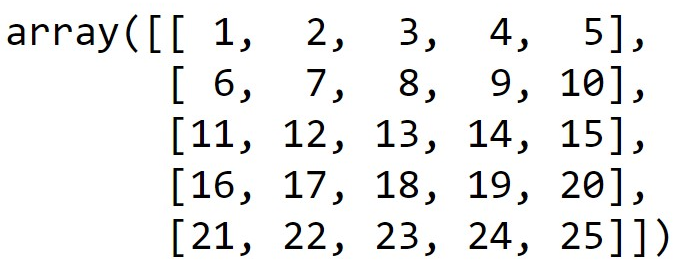 array([[ 1,  2,  3,  4,  5],
       [ 6,  7,  8,  9, 10],
       [11, 12, 13, 14, 15],
       [16, 17, 18, 19, 20],
       [21, 22, 23, 24, 25]])